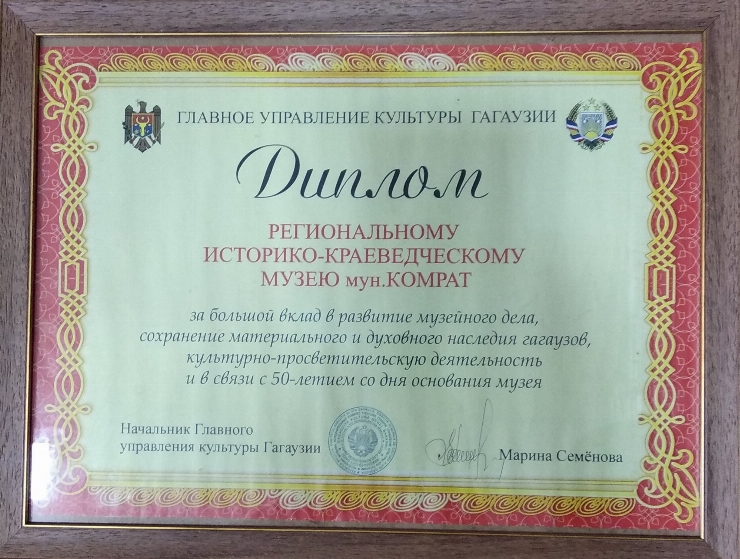 ГЛАВНОЕ УПРАВЛЕНИЕ КУЛЬТУРЫ ГАГАУЗИИ
Диплом
РЕГИОНАЛЬНОМУ
ИСТОРИКО-КРАЕВЕДЧЕСКОМУ
МУЗЕЮ мун.КОМРАТ
за большой вклад в развитие музейного дела,
сохранение материального и духовного наследия гагаузов,
культурно-просветительскую деятельность
и в связи с 50-летием со дня основания музея
Начальник Главного
управления культуры Гагаузии
Марина Семёнова